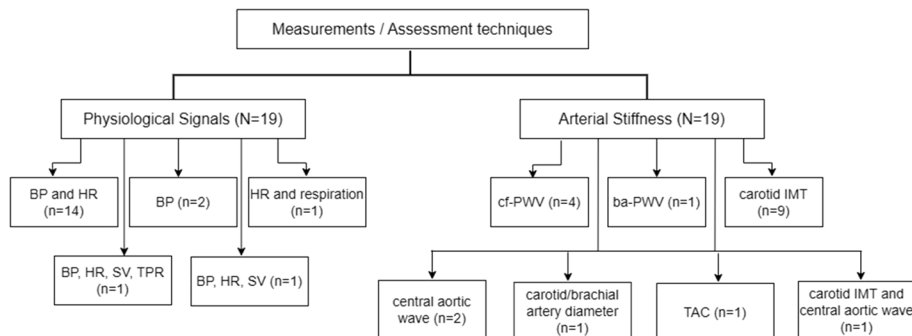 Measurements / Assessment techniques
Physiological Signals (N=19)
Arterial Stiffness (N=19)
BP and HR
(n=14)
BP (n=2)
HR and respiration
(n=1)
cf-PWV (n=4)
ba-PWV (n=1)
carotid IMT
(n=9)
BP, HR, SV, TPR
(n=1)
BP, HR, SV (n=1)
central aortic
wave (n=2)
carotid/brachial
artery diameter
(n=1)
TAC (n=1)
carotid IMT and
central aortic wave
(n=1)